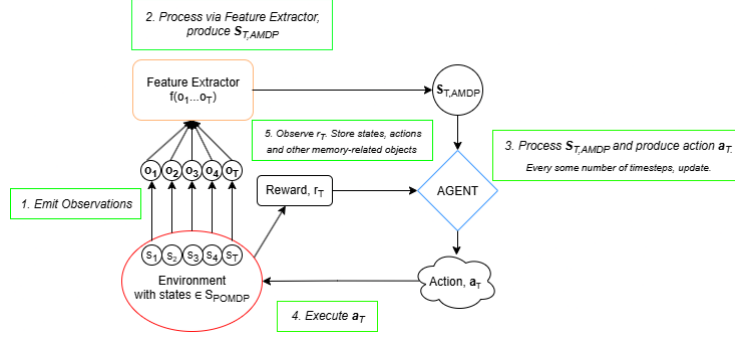 2. Process via Feature Extractor,
produce S_T,AMDP
Feature Extractor
f(o_1...o_T)
S_T,AMDP
5. Observe r_T. Store states, actions
and other memory-related objects
3. Process S_T,AMDP and produce action a_T.
Every some number of timesteps, update.
o_1 o_2 o_3 o_4 o_T
Reward, r_T
AGENT
1. Emit Observations
s_1 s_2 s_3 s_4 s_T
Environment
with states ∈ S_POMDP
Action, a_T
4. Execute a_T